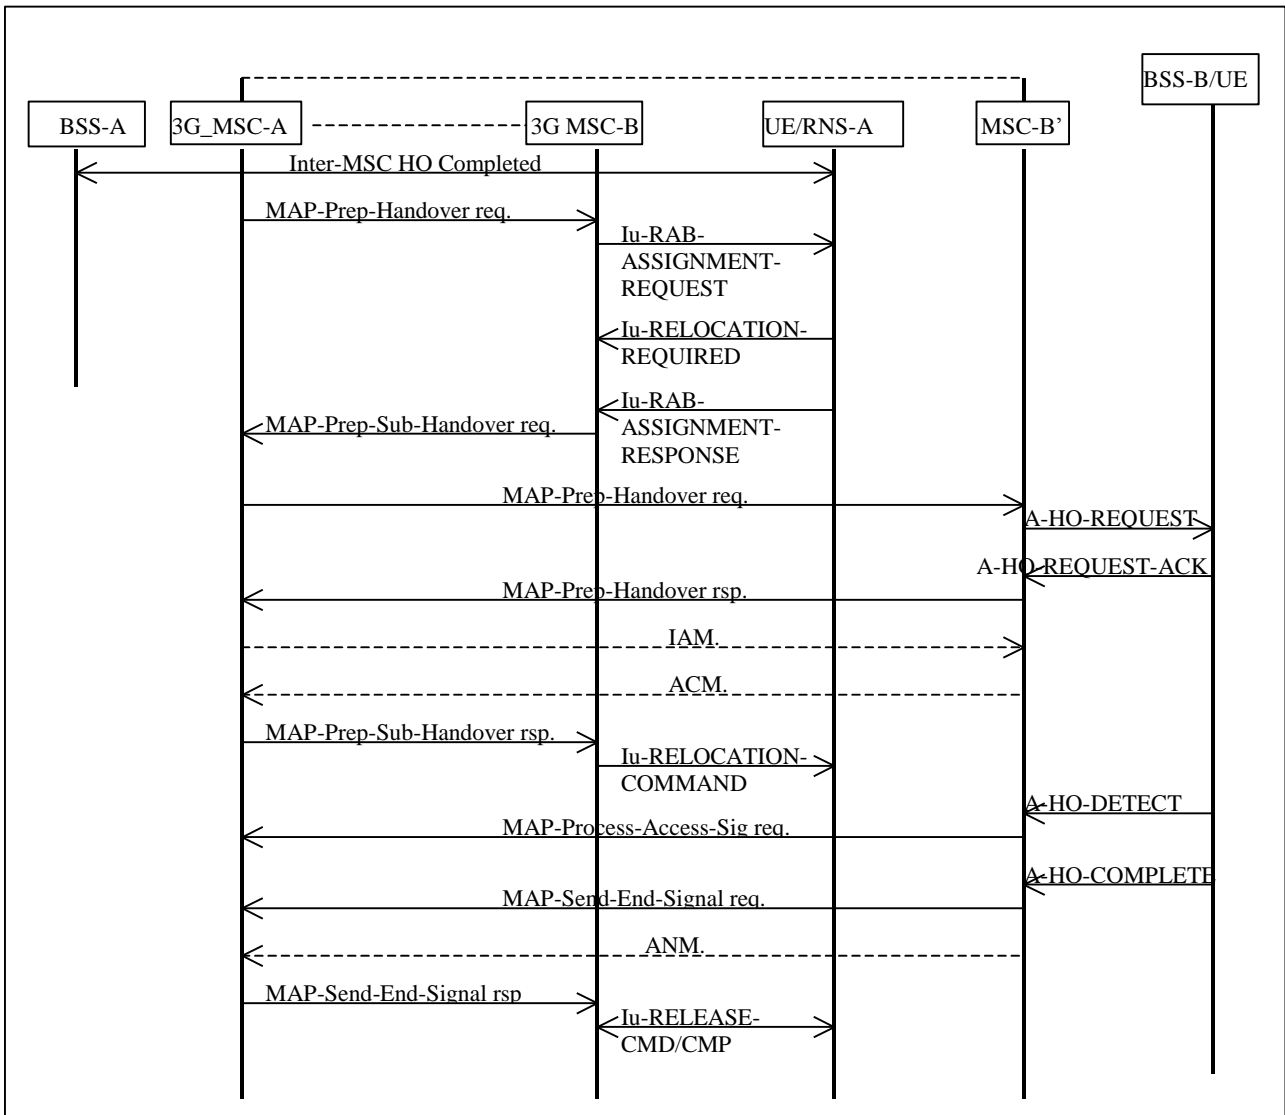 BSS-B/UE
BSS-A
3G_MSC-A
3G MSC-B
UE/RNS-A
MSC-B’
Inter-MSC HO Completed
MAP-Prep-Handover req.
Iu-RAB-
ASSIGNMENT-
REQUEST
Iu-RELOCATION-
REQUIRED
Iu-RAB-
ASSIGNMENT-
RESPONSE
MAP-Prep-Sub-Handover req.
MAP-Prep-Handover req.
A-HO-REQUEST
A-HO-REQUEST-ACK
MAP-Prep-Handover rsp.
IAM.
ACM.
MAP-Prep-Sub-Handover rsp.
Iu-RELOCATION-
COMMAND
A-HO-DETECT
MAP-Process-Access-Sig req.
A-HO-COMPLETE
MAP-Send-End-Signal req.
ANM.
MAP-Send-End-Signal rsp
Iu-RELEASE-
CMD/CMP